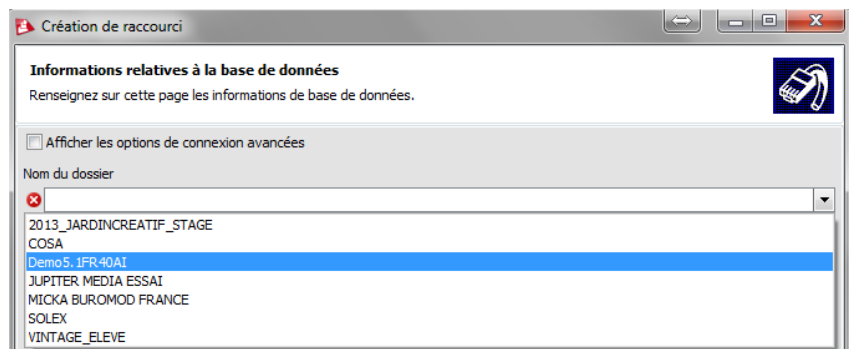 Création de raccourci
Informations relatives à la base de données
Renseignez sur cette page les informations de base de données.
Afficher les options de connexion avancées
Nom du dossier
2013_JARDINCREATIF_STAGE
COSA
Demo5.1FR40AI
JUPITER MEDIA ESSAI
MICKA BUROMOD FRANCE
SOLEX
VINTAGE_ELEVE